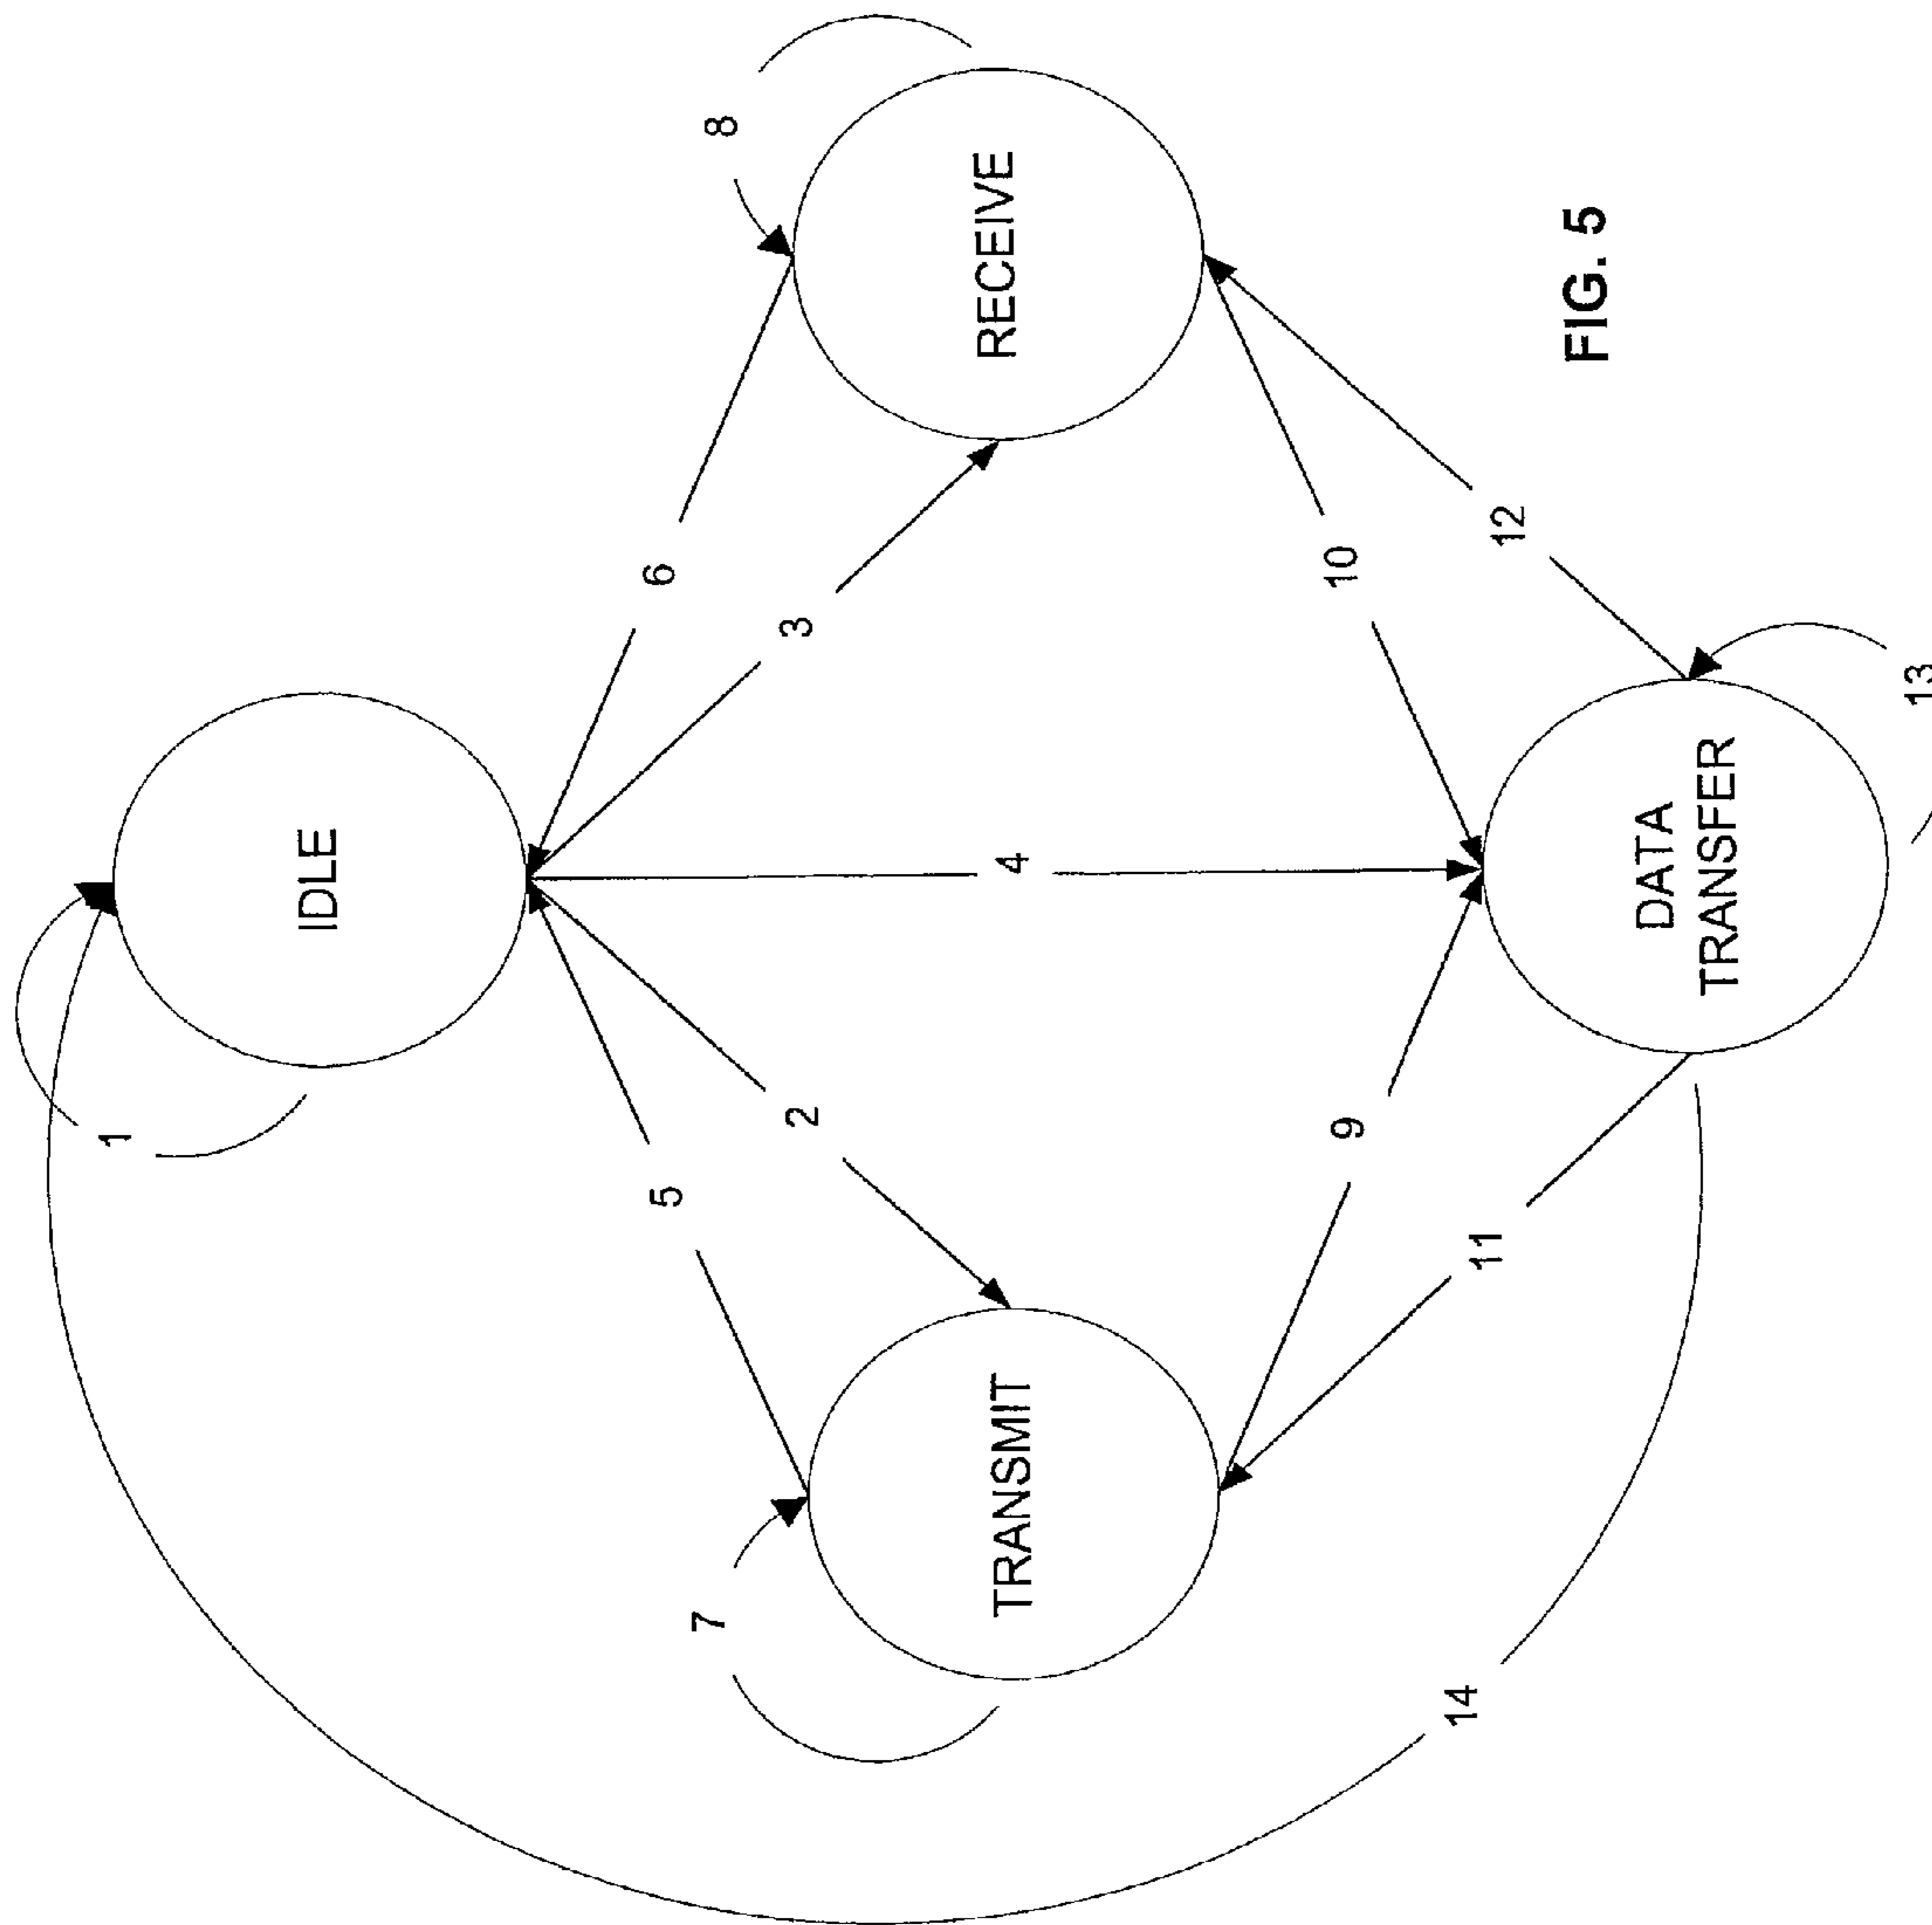 1
IDLE
8
RECEIVE
6
3
5
2
4
7
TRANSMIT
10
12
9
11
DATA
TRANSFER
13
14
FIG. 5